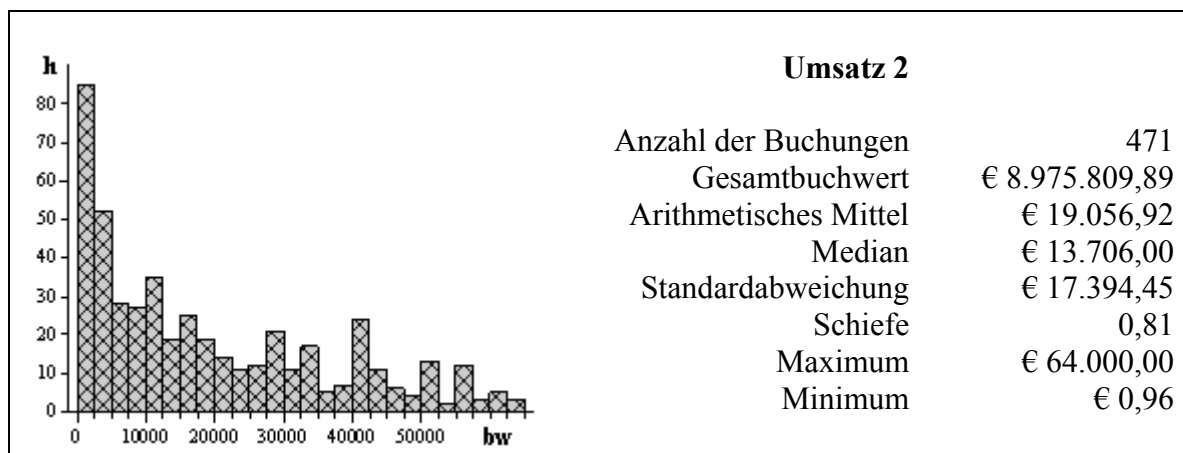 h
80
70
60
50
40
30
20
10
0
0 10000 20000 30000 40000 50000 bw
Umsatz 2
Anzahl der Buchungen 471
Gesamtbuchwert € 8.975.809,89
Arithmetisches Mittel € 19.056,92
Median € 13.706,00
Standardabweichung € 17.394,45
Schiefe 0,81
Maximum € 64.000,00
Minimum € 0,96